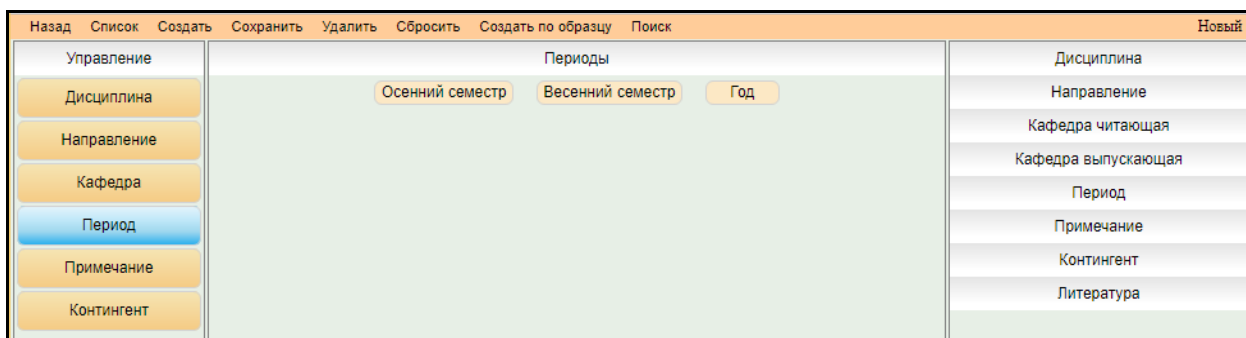 Назад Список Создать Сохранить Удалить Сбросить Создать по образцу Поиск Новый
Управление
Дисциплина
Направление
Кафедра
Период
Примечание
Контингент
Периоды
Осенний семестр Весенний семестр Год
Дисциплина
Направление
Кафедра читающая
Кафедра выпускающая
Период
Примечание
Контингент
Литература